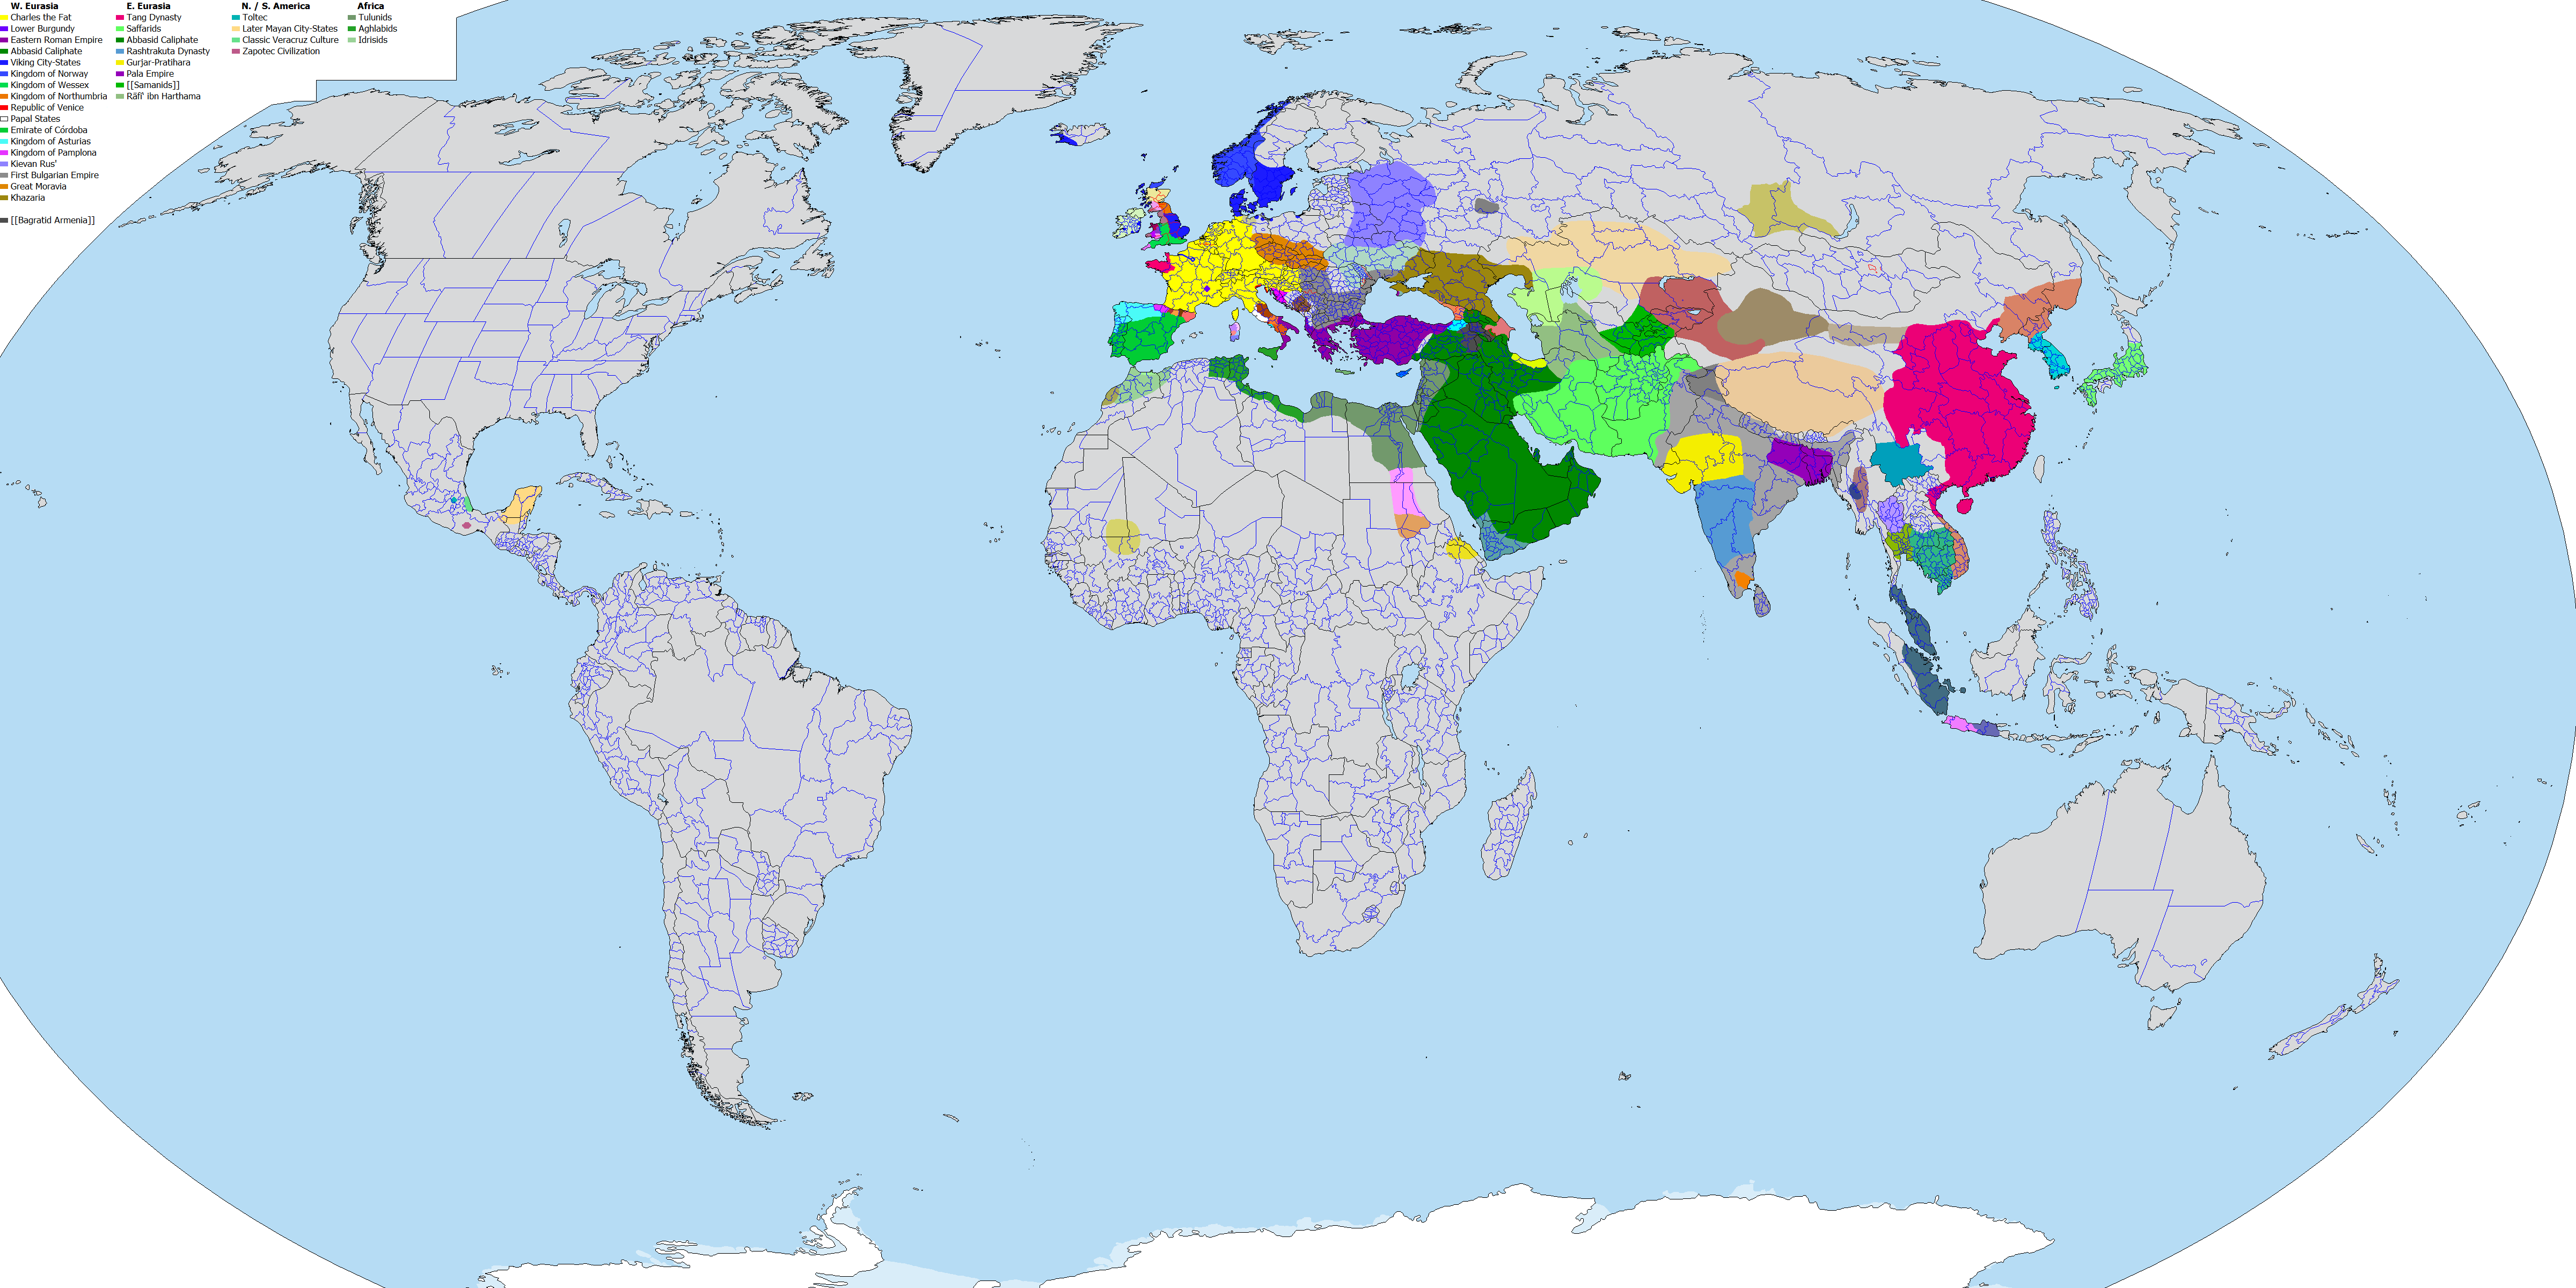 W. Eurasia
Charles the Fat
Lower Burgundy
Eastern Roman Empire
Abbasid Caliphate
Viking City-States
Kingdom of Norway
Kingdom of Wessex
Kingdom of Northumbria
Republic of Venice
Papal States
Emirate of Córdoba
Kingdom of Asturias
Kingdom of Pamplona
Kievan Rus'
First Bulgarian Empire
Great Moravia
Khazaria
[[Bagratid Armenia]]
E. Eurasia
Tang Dynasty
Saffarids
Abbasid Caliphate
Rashtrakuta Dynasty
Gurjar-Pratihara
Pala Empire
[[Samanids]]
Rāfi' ibn Harthama
N. / S. America
Toltec
Later Mayan City-States
Classic Veracruz Culture
Zapotec Civilization
Africa
Tulunids
Aghlabids
Idrisids